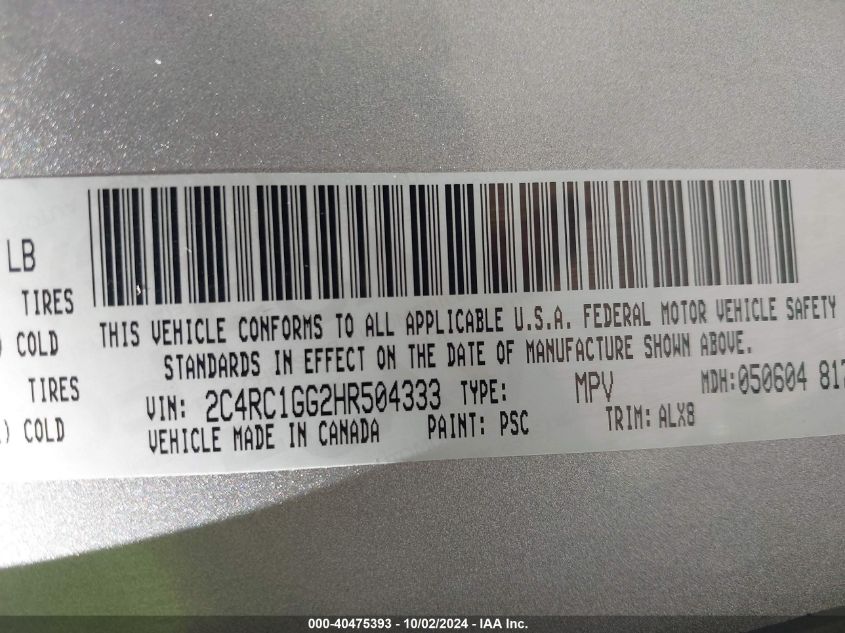 LB
THIS VEHICLE CONFORMS TO ALL APPLICABLE U.S.A. FEDERAL MOTOR VEHICLE SAFETY
STANDARDS IN EFFECT ON THE DATE OF MANUFACTURE SHOWN ABOVE.
TIRES
) COLD
TIRES
) COLD
VIN: 2C4RC1GG2HR504333 TYPE: MPV MDH:050604 817
VEHICLE MADE IN CANADA PAINT: PSC TRIM: ALX8
000-40475393 - 10/02/2024 - IAA Inc.